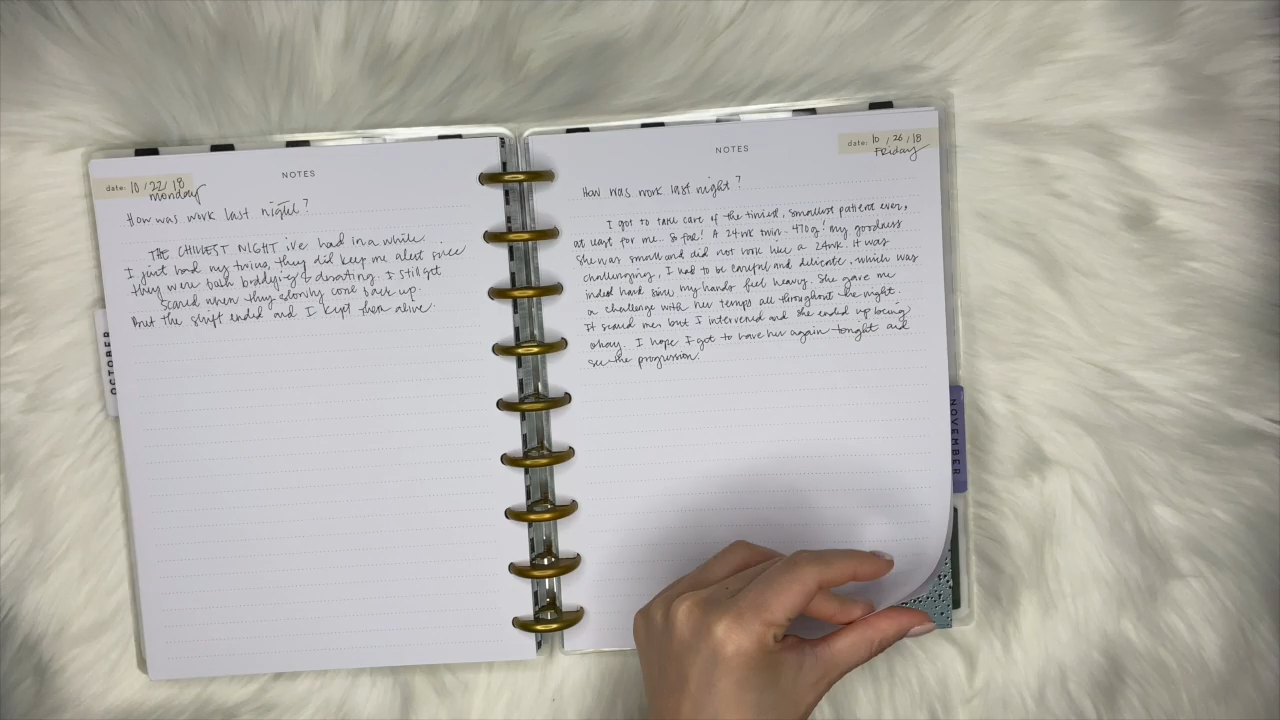 NOTES
date: 10/22/18
monday
How was work last night?
THE CHILLEST NIGHT i've had in a while.
I just had my twins, they did keep me alert since
they were both bradying & desating. I still get
scared when they slowly come back up.
But the shift ended and I kept them alive!
OCTOBER
NOTES
date: 10/26/18
Friday
How was work last night?
I got to take care of the tiniest, smallest patient ever,
at least for me.. so far! A 24wk twin. 470g! my goodness
she was small and did not look like a 24wk. It was
challenging, I had to be careful and delicate, which was
hard since my hands feel heavy. She gave me
a challenge with her temps all throughout the night.
It scared me, but I intervened and she ended up being
okay. I hope I get to have her again tonight and
see the progression.
NOVEMBER